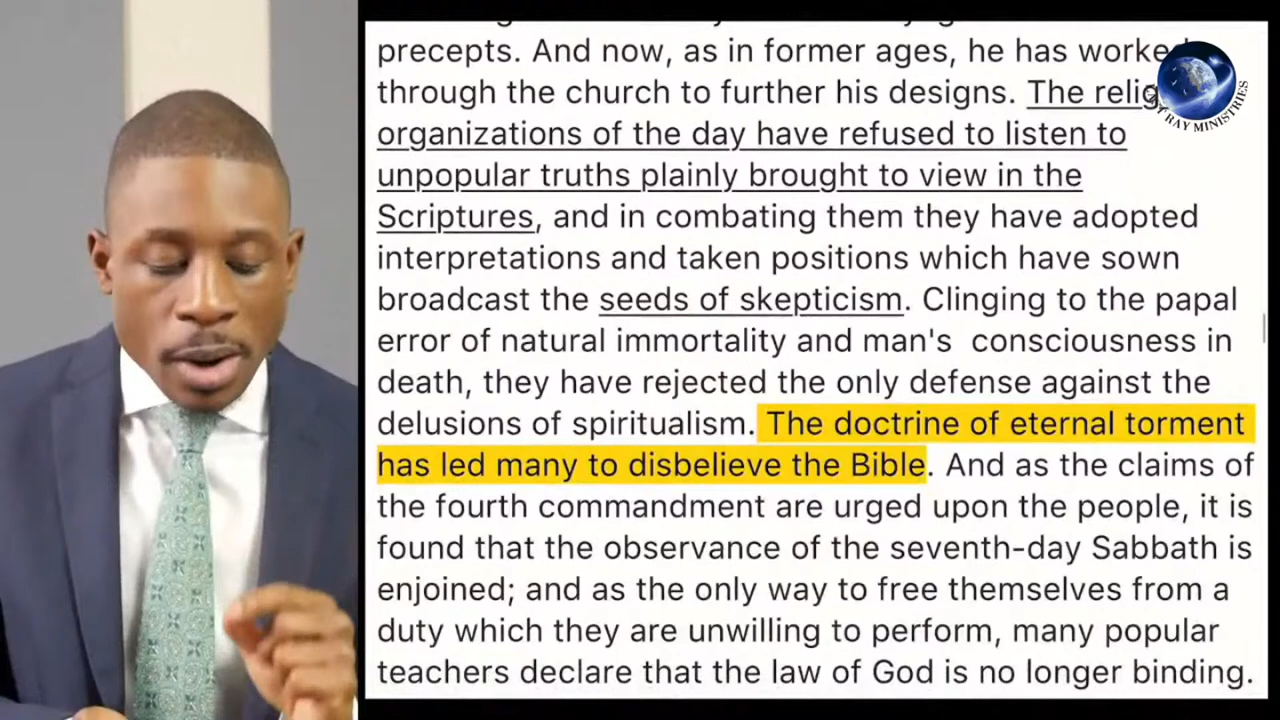 precepts. And now, as in former ages, he has worked
through the church to further his designs. The
organizations of the day have refused to listen to
unpopular truths plainly brought to view in the
Scriptures, and in combating them they have adopted
interpretations and taken positions which have sown
broadcast the seeds of skepticism. Clinging to the papal
error of natural immortality and man's consciousness in
death, they have rejected the only defense against the
delusions of spiritualism. The doctrine of eternal torment
has led many to disbelieve the Bible. And as the claims of
the fourth commandment are urged upon the people, it is
found that the observance of the seventh-day Sabbath is
enjoined; and as the only way to free themselves from a
duty which they are unwilling to perform, many popular
teachers declare that the law of God is no longer binding.
RAY MINISTRIES